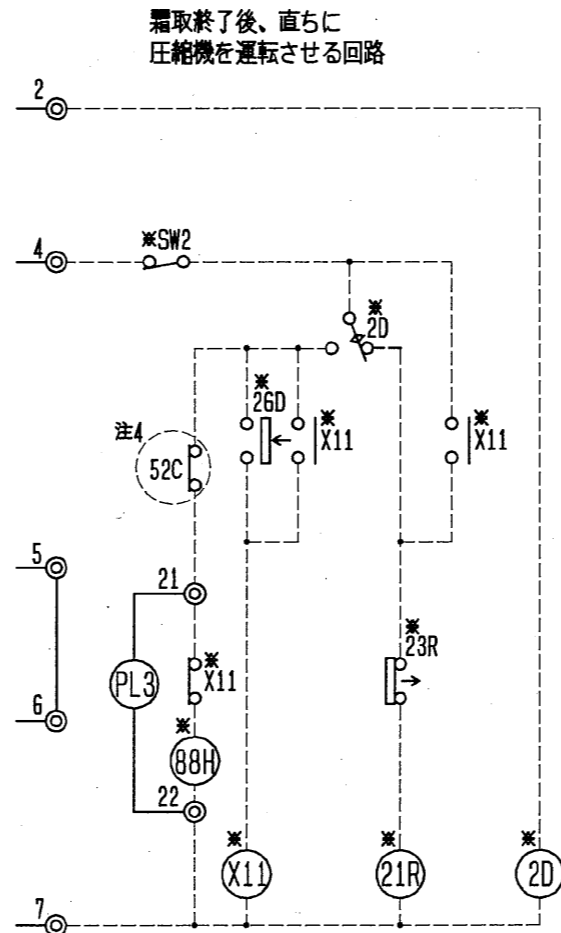 霜取終了後、直ちに
圧縮機を運転させる回路
2
4
※SW2
※
2D
※
26D
※
X11
※
X11
注4
52C
5
21
※
23R
※
X11
PL3
6
※
88H
22
※
X11
※
21R
※
2D
7